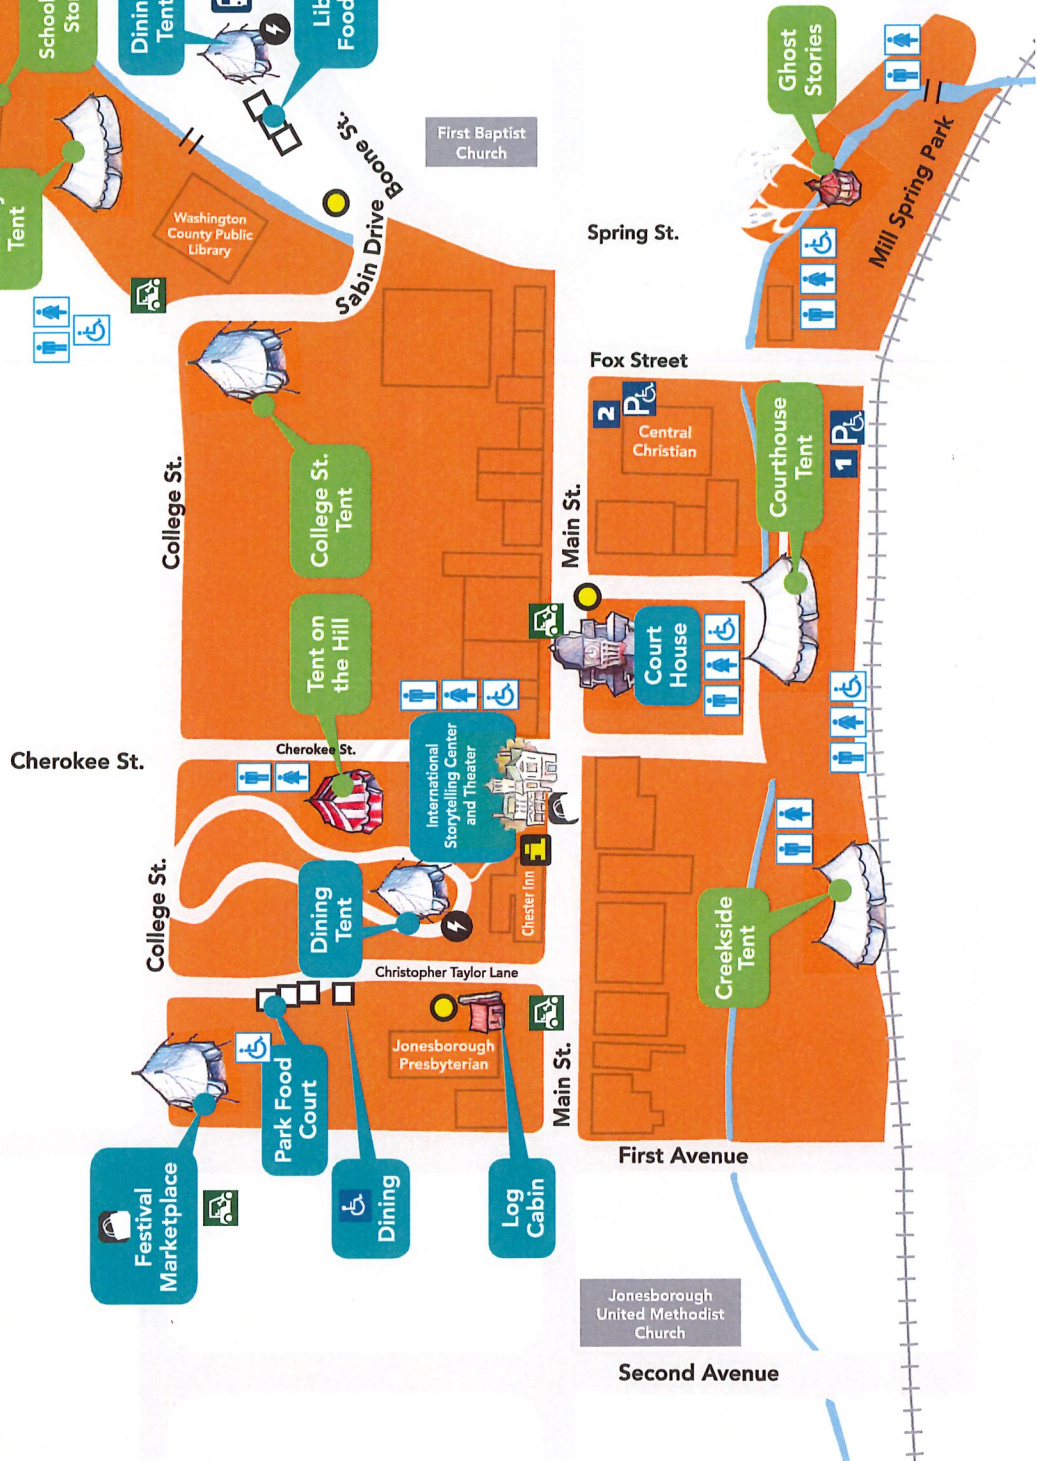 School
Sto
Dinin
Tent
Lib
Food
Tent
Washington
County Public
Library
Boone St.
Sabin Drive
First Baptist
Church
Ghost
Stories
Mill Spring Park
Spring St.
Fox Street
College St.
College St.
Tent
Main St.
2
P
Central
Christian
Courthouse
Tent
1
P
Tent on
the Hill
Court
House
Cherokee St.
Cherokee St.
International
Storytelling Center
and Theater
College St.
Dining
Tent
Chester Inn
Christopher Taylor Lane
Creekside
Tent
Park Food
Court
Jonesborough
Presbyterian
Main St.
First Avenue
Festival
Marketplace
Dining
Log
Cabin
Jonesborough
United Methodist
Church
Second Avenue